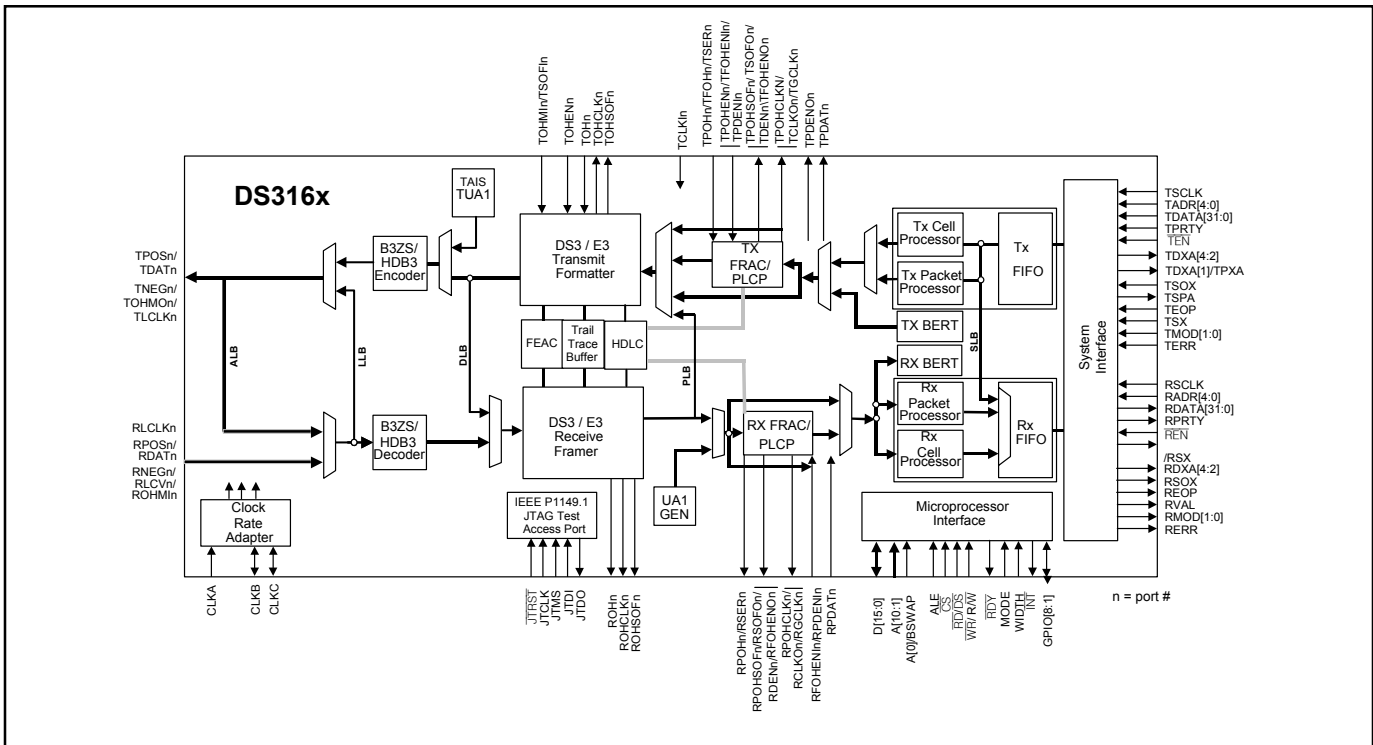 TOHMIn/TSOFIn
TOHENn
TOHn
TOHCLKn
TOHSOFn
TCLKIn
TPOHn/TFOHn/TSERn
TPOHENn/TFOHENIn/
TPDENIn
TPOHSOFn/ TSOFOn/
TDENn\TFOHENOn
TPOHCLKN/
TCLKOn/TGCLKn
TPDENOn
TPDATn
DS316x
TAIS
TUA1
B3ZS/
HDB3
Encoder
DS3 / E3
Transmit
Formatter
TX
FRAC/
PLCP
Tx Cell
Processor
Tx Packet
Processor
Tx
FIFO
TX BERT
RX BERT
FEAC
Trail
Trace
Buffer
HDLC
ALB
LLB
DLB
PLB
SLB
TPOSn/
TDATn
TNEGn/
TOHMOn/
TLCLKn
RLCLKn
RPOSn/
RDATn
RNEGn/
RLCVn/
ROHMIn
B3ZS/
HDB3
Decoder
DS3 / E3
Receive
Framer
RX FRAC/
PLCP
Rx
Packet
Processor
Rx
Cell
Processor
Rx
FIFO
UA1
GEN
Clock
Rate
Adapter
IEEE P1149.1
JTAG Test
Access Port
Microprocessor
Interface
System
Interface
TSCLK
TADR[4:0]
TDATA[31:0]
TPRTY
TEN
TDXA[4:2]
TDXA[1]/TPXA
TSOX
TSPA
TEOP
TSX
TMOD[1:0]
TERR
RSCLK
RADR[4:0]
RDATA[31:0]
RPRTY
REN
/RSX
RDXA[4:2]
RSOX
REOP
RVAL
RMOD[1:0]
RERR
CLKA
CLKB
CLKC
JTRST
JTCLK
JTMS
JTDI
JTDO
ROHn
ROHCLKn
ROHSOFn
RPOHn/RSERn
RPOHSOFn/RSOFOn/
RDENn/RFOHENOn
RPOHCLKn/
RCLKOn/RGCLKn
RFOHENIn/RPDENIn
RPDATn
D[15:0]
A[10:1]
A[0]/BSWAP
ALE
CS
RD/DS
WR/ R/W
RDY
MODE
WIDTH
INT
GPIO[8:1]
n = port #